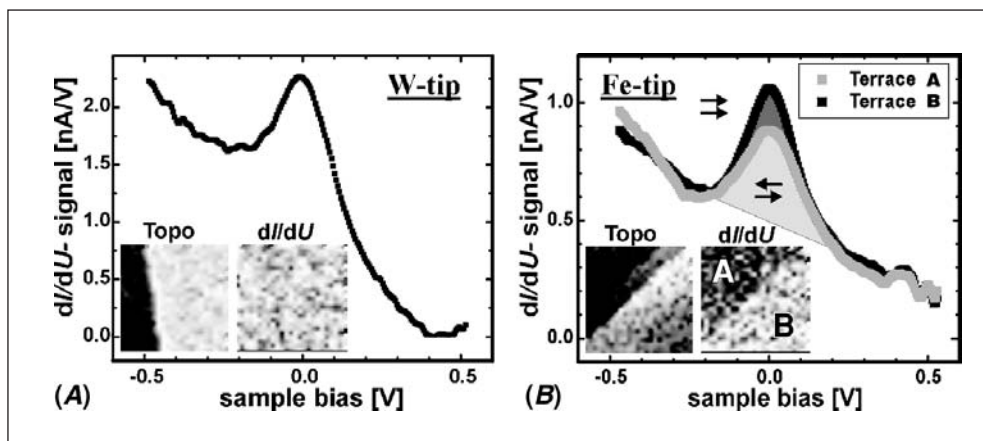 W-tip
dI/dU- signal [nA/V]
2.0
1.5
1.0
0.5
0.0
Topo
dI/dU
-0.5
0.0
0.5
sample bias [V]
(A)
Fe-tip
Terrace A
Terrace B
dI/dU- signal [nA/V]
1.0
0.5
0.0
Topo
dI/dU
A
B
-0.5
0.0
0.5
sample bias [V]
(B)